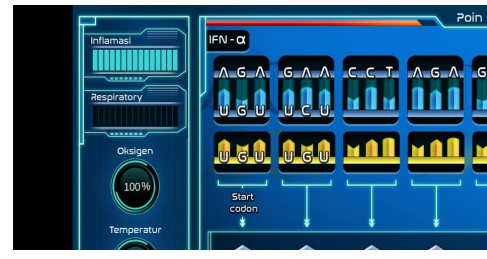 Poin
Inflamasi
IFN - α
Λ G Λ G Λ Λ C C T Λ G Λ G
U G U U C U
Respiratory
U G U U G U
Oksigen
100%
Start
codon
Temperatur